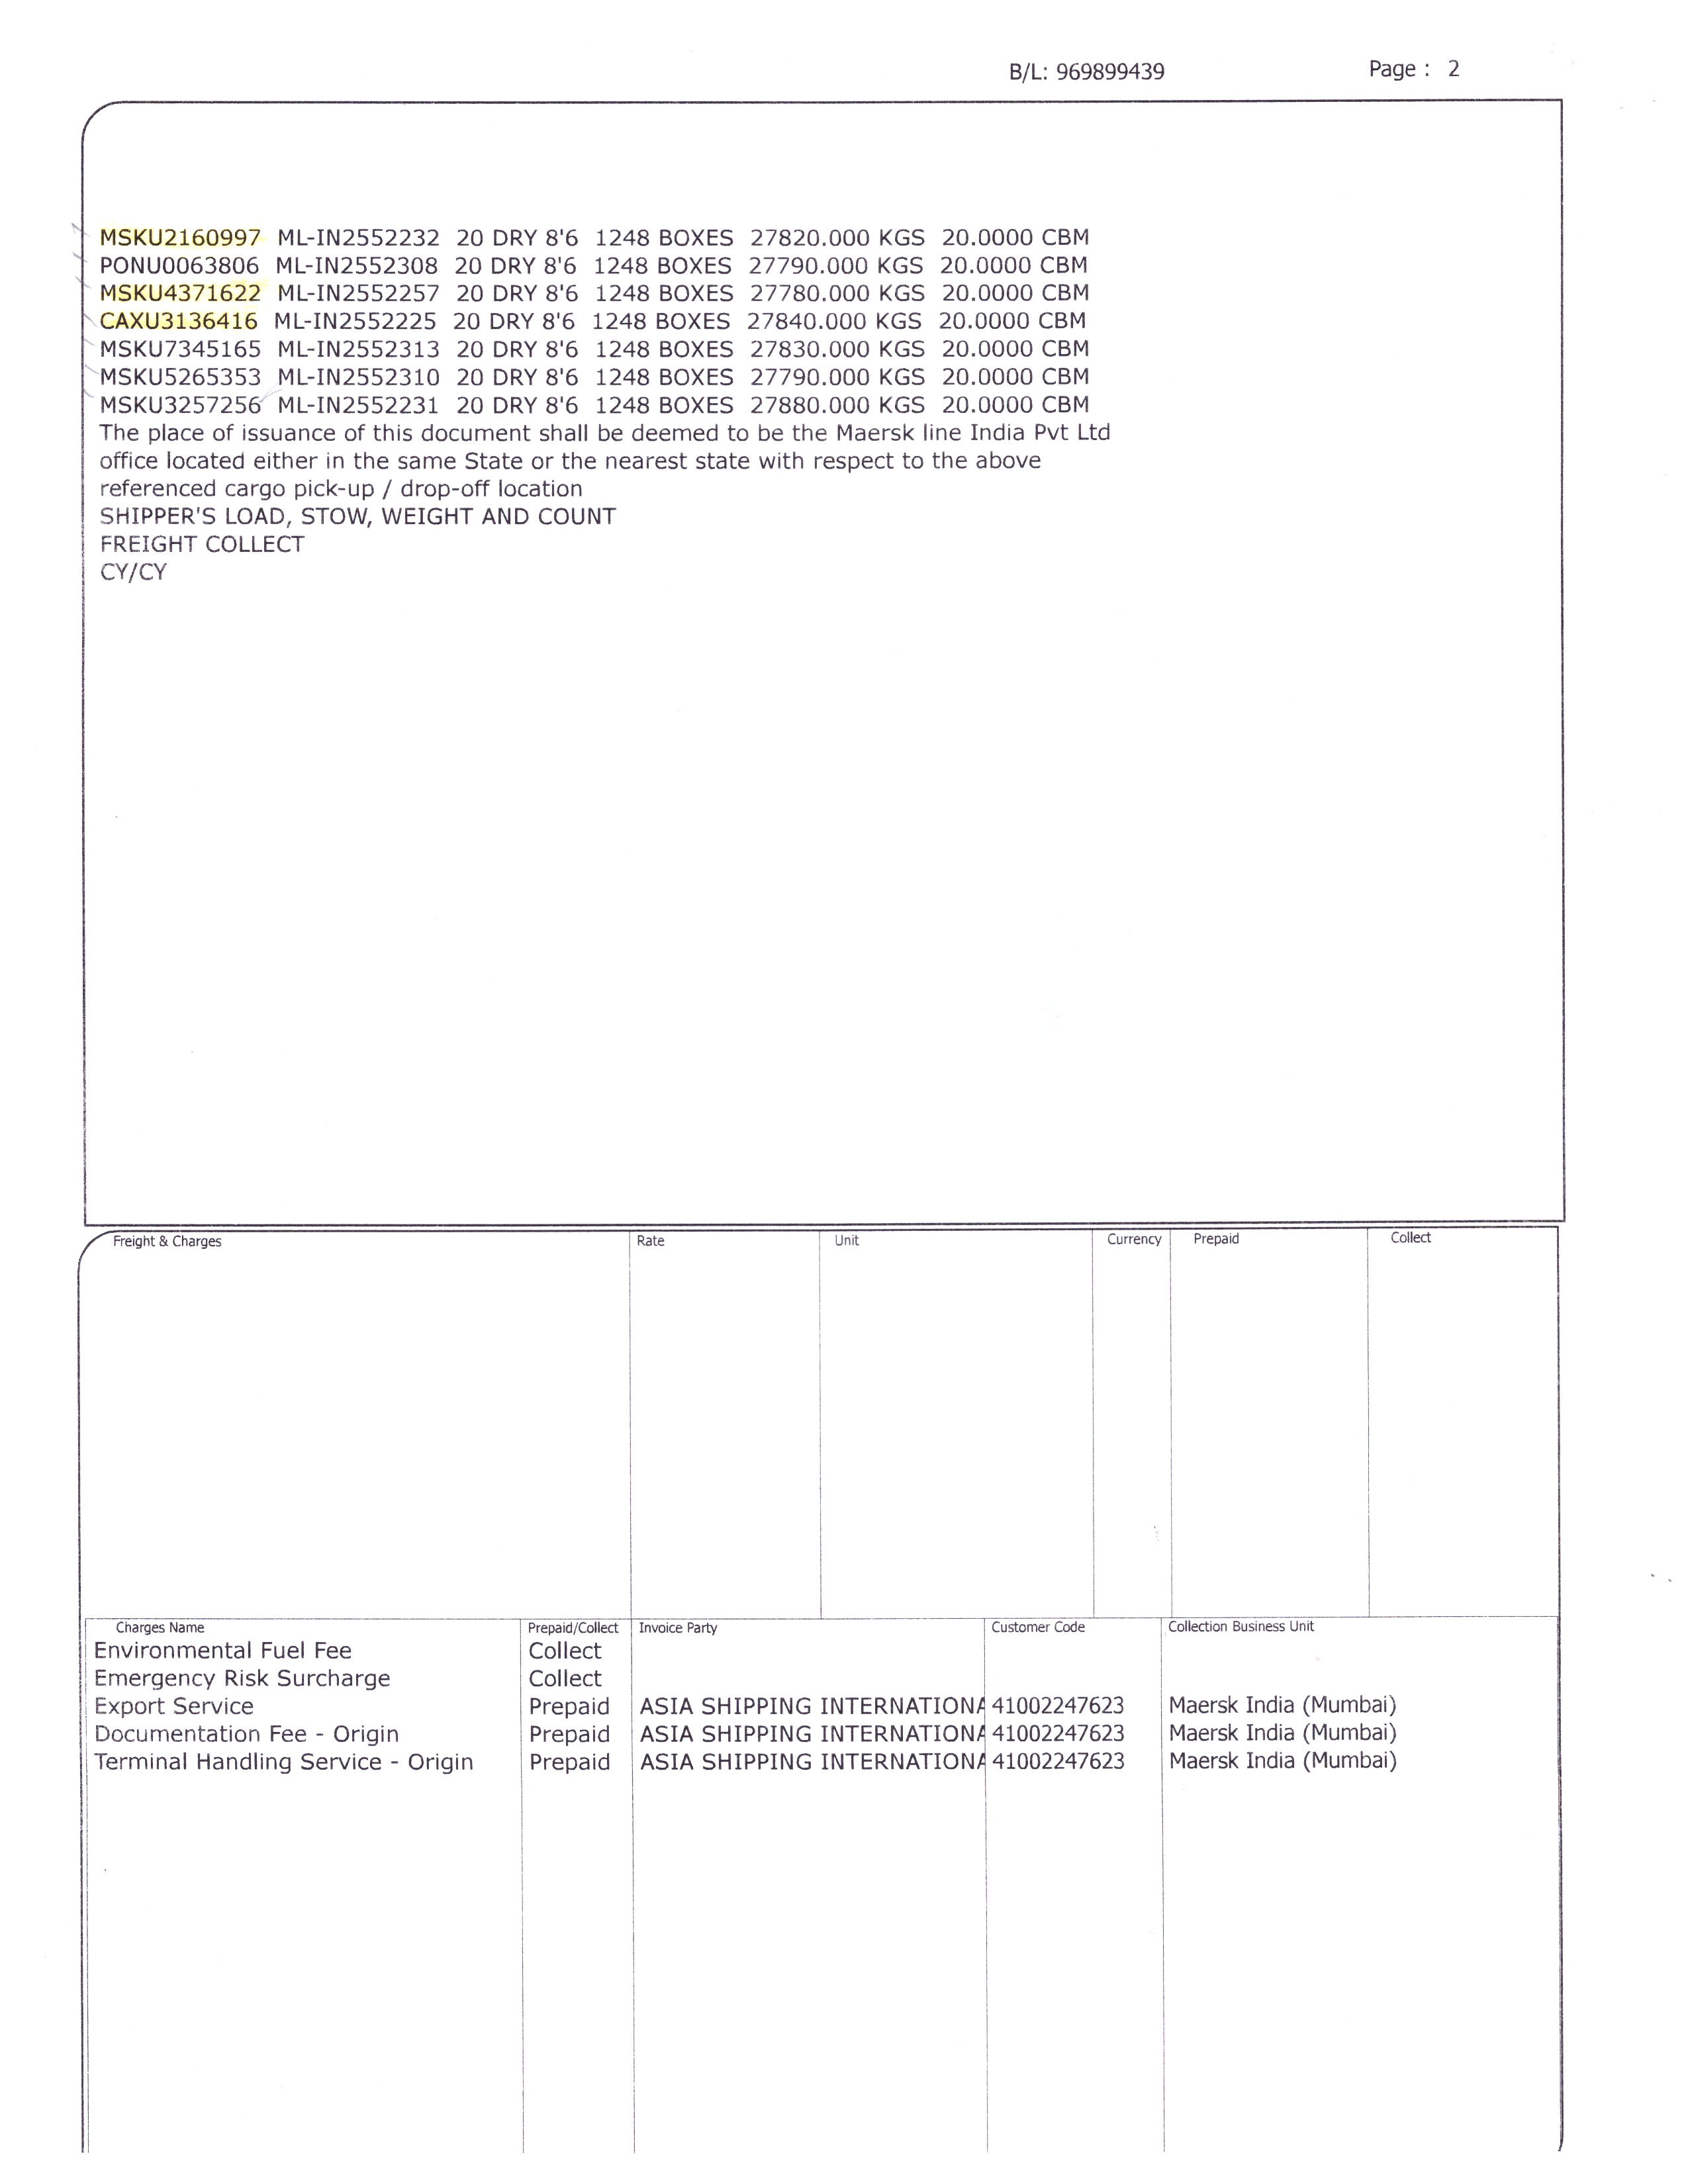 B/L: 969899439 Page : 2
MSKU2160997 ML-IN2552232 20 DRY 8'6 1248 BOXES 27820.000 KGS 20.0000 CBM
PONU0063806 ML-IN2552308 20 DRY 8'6 1248 BOXES 27790.000 KGS 20.0000 CBM
MSKU4371622 ML-IN2552257 20 DRY 8'6 1248 BOXES 27780.000 KGS 20.0000 CBM
CAXU3136416 ML-IN2552225 20 DRY 8'6 1248 BOXES 27840.000 KGS 20.0000 CBM
MSKU7345165 ML-IN2552313 20 DRY 8'6 1248 BOXES 27830.000 KGS 20.0000 CBM
MSKU5265353 ML-IN2552310 20 DRY 8'6 1248 BOXES 27790.000 KGS 20.0000 CBM
MSKU3257256 ML-IN2552231 20 DRY 8'6 1248 BOXES 27880.000 KGS 20.0000 CBM
The place of issuance of this document shall be deemed to be the Maersk line India Pvt Ltd
office located either in the same State or the nearest state with respect to the above
referenced cargo pick-up / drop-off location
SHIPPER'S LOAD, STOW, WEIGHT AND COUNT
FREIGHT COLLECT
CY/CY
Freight & Charges Rate Unit Currency Prepaid Collect
Charges Name Prepaid/Collect Invoice Party Customer Code Collection Business Unit
Environmental Fuel Fee Collect
Emergency Risk Surcharge Collect
Export Service Prepaid ASIA SHIPPING INTERNATIONA 41002247623 Maersk India (Mumbai)
Documentation Fee - Origin Prepaid ASIA SHIPPING INTERNATIONA 41002247623 Maersk India (Mumbai)
Terminal Handling Service - Origin Prepaid ASIA SHIPPING INTERNATIONA 41002247623 Maersk India (Mumbai)